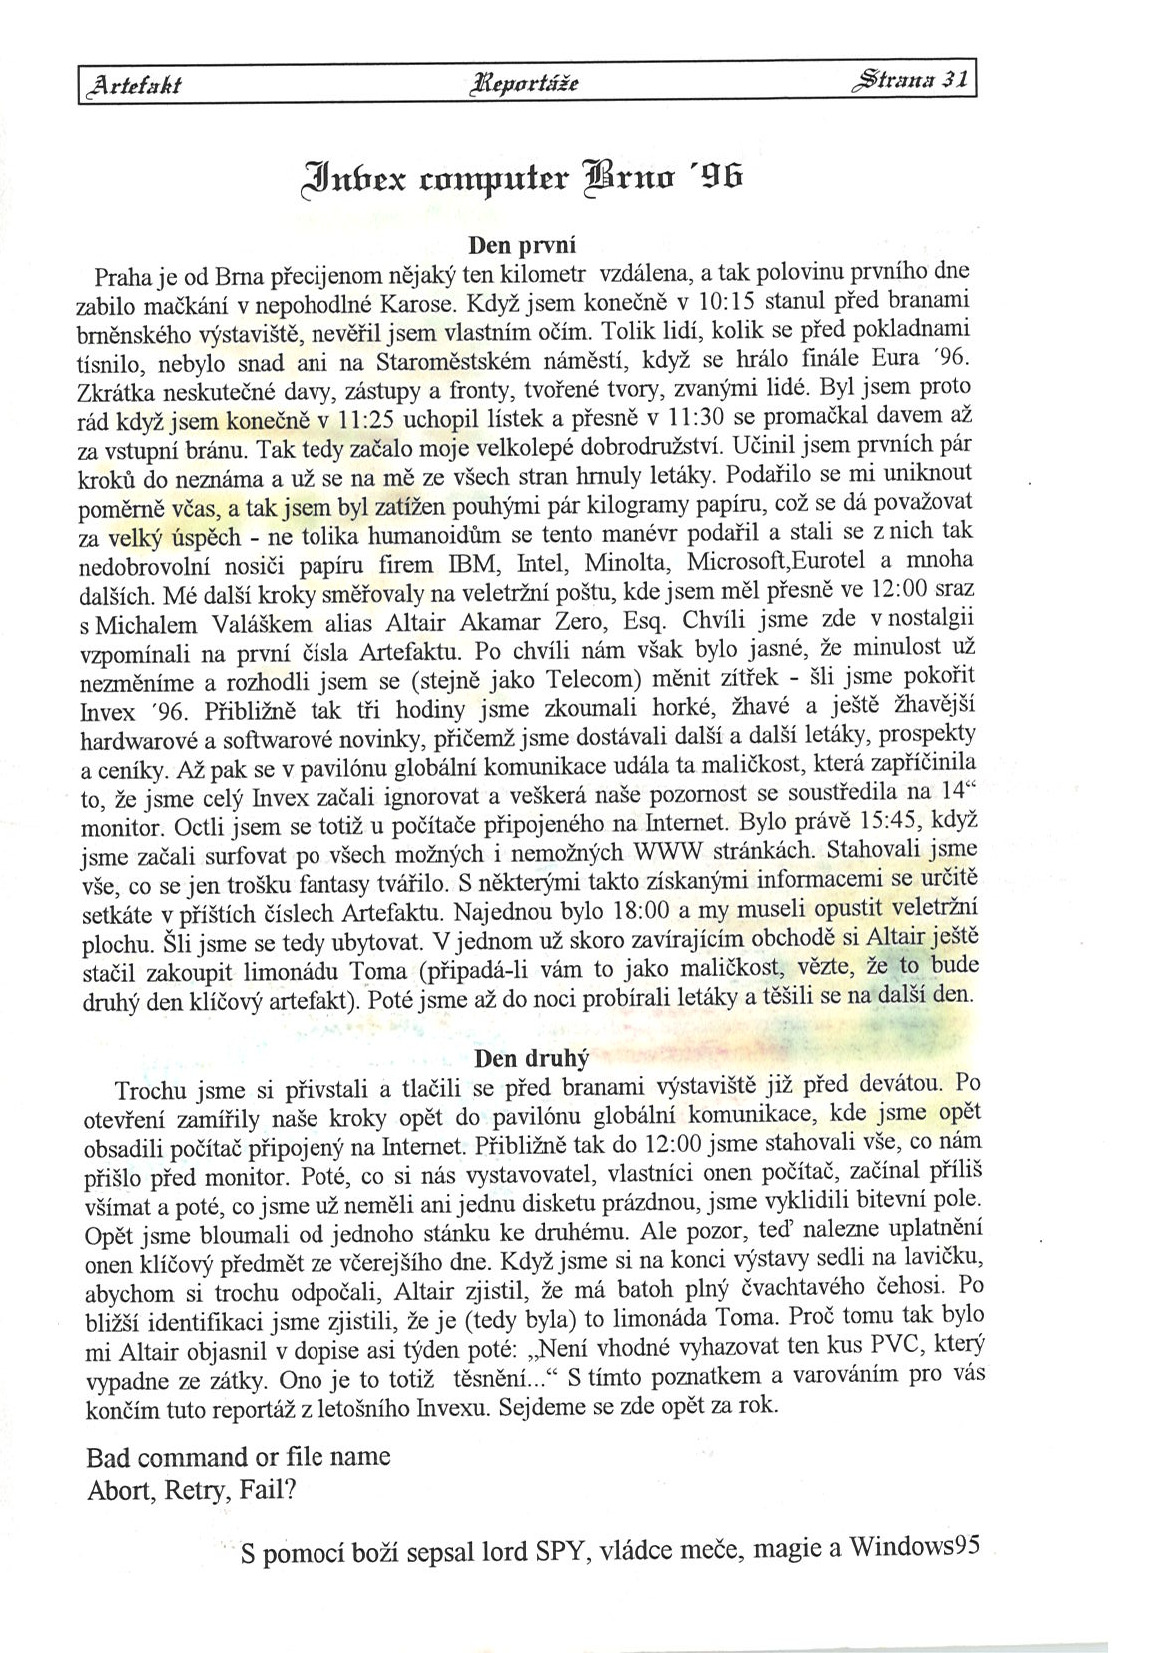 Artefakt Reportáže Strana 31
Invex computer Brno ´96
Den první
Praha je od Brna přecijenom nějaký ten kilometr vzdálena, a tak polovinu prvního dne
zabilo mačkání v nepohodlné Karose. Když jsem konečně v 10:15 stanul před branami
brněnského výstaviště, nevěřil jsem vlastním očím. Tolik lidí, kolik se před pokladnami
tísnilo, nebylo snad ani na Staroměstském náměstí, když se hrálo finále Eura ´96.
Zkrátka neskutečné davy, zástupy a fronty, tvořené tvory, zvanými lidé. Byl jsem proto
rád když jsem konečně v 11:25 uchopil lístek a přesně v 11:30 se promačkal davem až
za vstupní bránu. Tak tedy začalo moje velkolepé dobrodružství. Učinil jsem prvních pár
kroků do neznáma a už se na mě ze všech stran hrnuly letáky. Podařilo se mi uniknout
poměrně včas, a tak jsem byl zatížen pouhými pár kilogramy papíru, což se dá považovat
za velký úspěch - ne tolika humanoidům se tento manévr podařil a stali se z nich tak
nedobrovolní nosiči papíru firem IBM, Intel, Minolta, Microsoft,Eurotel a mnoha
dalších. Mé další kroky směřovaly na veletržní poštu, kde jsem měl přesně ve 12:00 sraz
s Michalem Valáškem alias Altair Akamar Zero, Esq. Chvíli jsme zde v nostalgii
vzpomínali na první čísla Artefaktu. Po chvíli nám však bylo jasné, že minulost už
nezměníme a rozhodli jsem se (stejně jako Telecom) měnit zítřek - šli jsme pokořit
Invex ´96. Přibližně tak tři hodiny jsme zkoumali horké, žhavé a ještě žhavější
hardwarové a softwarové novinky, přičemž jsme dostávali další a další letáky, prospekty
a ceníky. Až pak se v pavilónu globální komunikace udála ta maličkost, která zapříčinila
to, že jsme celý Invex začali ignorovat a veškerá naše pozornost se soustředila na 14“
monitor. Octli jsem se totiž u počítače připojeného na Internet. Bylo právě 15:45, když
jsme začali surfovat po všech možných i nemožných WWW stránkách. Stahovali jsme
vše, co se jen trošku fantasy tvářilo. S některými takto získanými informacemi se určitě
setkáte v příštích číslech Artefaktu. Najednou bylo 18:00 a my museli opustit veletržní
plochu. Šli jsme se tedy ubytovat. V jednom už skoro zavírajícím obchodě si Altair ještě
stačil zakoupit limonádu Toma (připadá-li vám to jako maličkost, vězte, že to bude
druhý den klíčový artefakt). Poté jsme až do noci probírali letáky a těšili se na další den.
Den druhý
Trochu jsme si přivstali a tlačili se před branami výstaviště již před devátou. Po
otevření zamířily naše kroky opět do pavilónu globální komunikace, kde jsme opět
obsadili počítač připojený na Internet. Přibližně tak do 12:00 jsme stahovali vše, co nám
přišlo před monitor. Poté, co si nás vystavovatel, vlastníci onen počítač, začínal příliš
všímat a poté, co jsme už neměli ani jednu disketu prázdnou, jsme vyklidili bitevní pole.
Opět jsme bloumali od jednoho stánku ke druhému. Ale pozor, teď nalezne uplatnění
onen klíčový předmět ze včerejšího dne. Když jsme si na konci výstavy sedli na lavičku,
abychom si trochu odpočali, Altair zjistil, že má batoh plný čvachtavého čehosi. Po
bližší identifikaci jsme zjistili, že je (tedy byla) to limonáda Toma. Proč tomu tak bylo
mi Altair objasnil v dopise asi týden poté: „Není vhodné vyhazovat ten kus PVC, který
vypadne ze zátky. Ono je to totiž těsnění...“ S tímto poznatkem a varováním pro vás
končím tuto reportáž z letošního Invexu. Sejdeme se zde opět za rok.
Bad command or file name
Abort, Retry, Fail?
S pomocí boží sepsal lord SPY, vládce meče, magie a Windows95